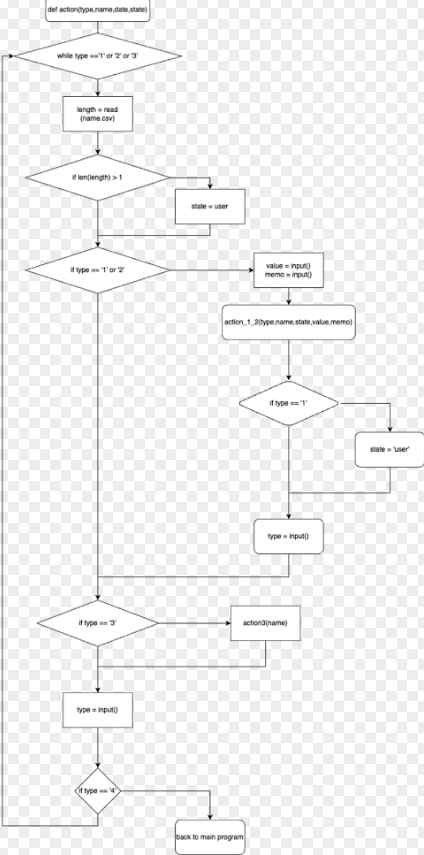 def action(type,name,date,state)
while type =='1' or '2' or '3'
length = read
(name.csv)
if len(length) > 1
state = user
if type == '1' or '2'
value = input()
memo = input()
action_1_2(type,name,state,value,memo)
if type == '1'
state = 'user'
type = input()
if type == '3'
action3(name)
type = input()
if type == '4'
back to main program